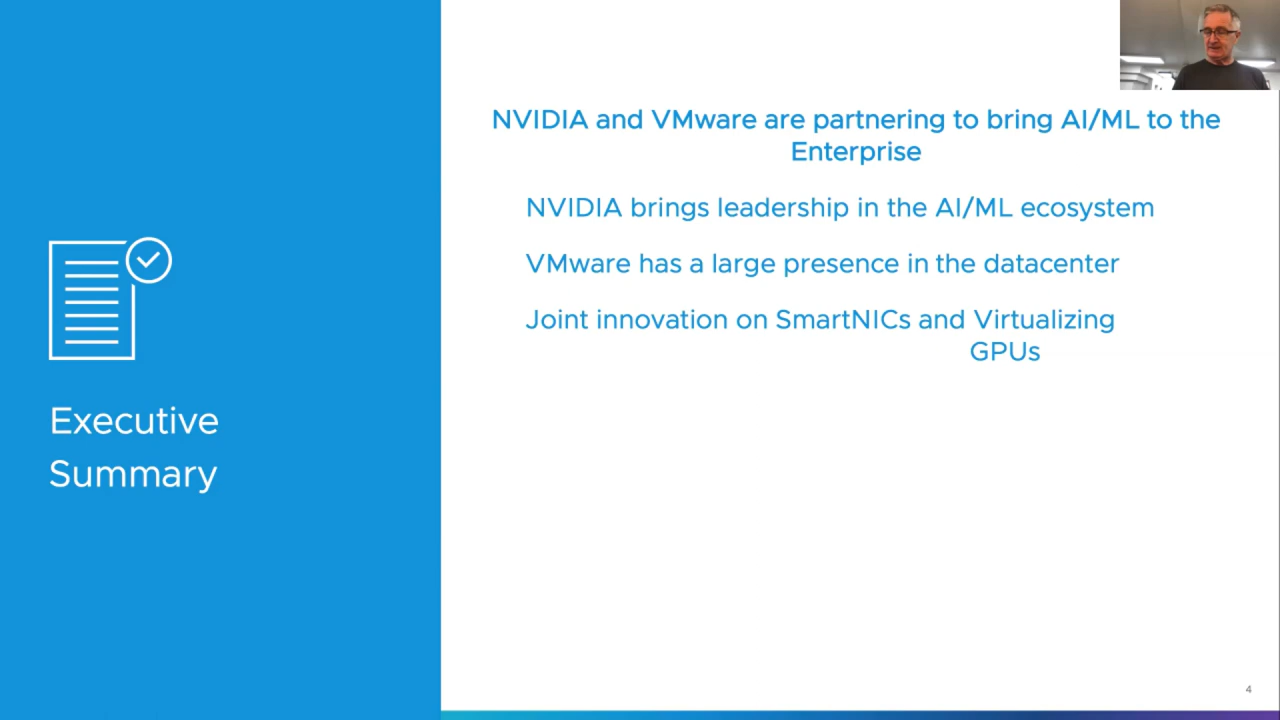 Executive
Summary
NVIDIA and VMware are partnering to bring AI/ML to the
Enterprise
NVIDIA brings leadership in the AI/ML ecosystem
VMware has a large presence in the datacenter
Joint innovation on SmartNICs and Virtualizing
GPUs
4